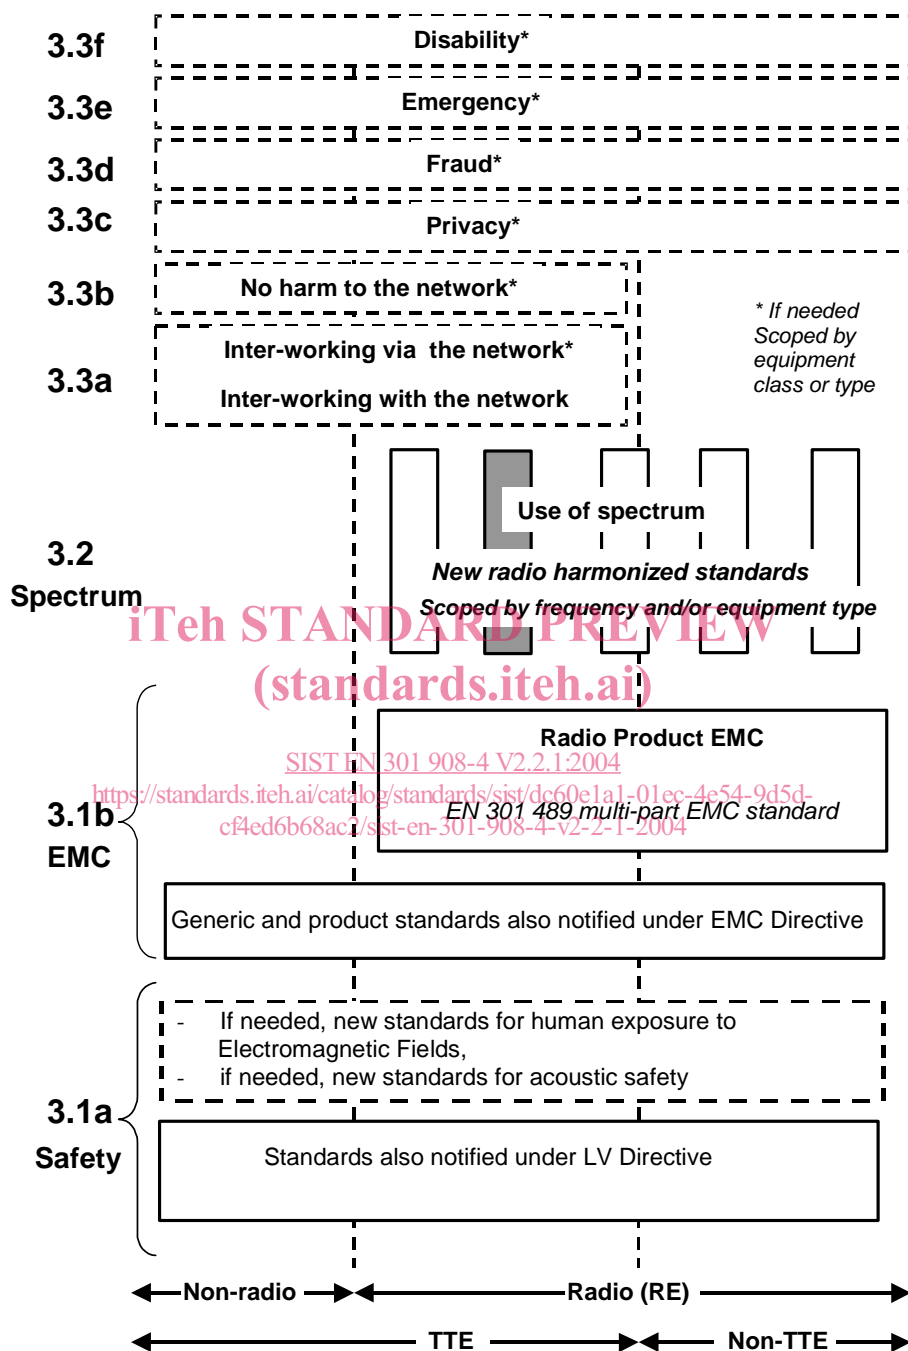 3.3f
Disability*
3.3e
Emergency*
3.3d
Fraud*
3.3c
Privacy*
3.3b
No harm to the network*
* If needed
Scoped by
equipment
class or type
3.3a
Inter-working via the network*
Inter-working with the network
Use of spectrum
3.2
Spectrum
New radio harmonized standards
Scoped by frequency and/or equipment type
iTeh STANDARD PREVIEW
(standards.iteh.ai)
Radio Product EMC
SIST EN 301 908-4 V2.2.1:2004
https://standards.iteh.ai/catalog/standards/sist/dc60e1a1-01ec-4e54-9d5d-
cf4ed6b68ac2/sist-en-301-908-4-v2-2-1-2004
EN 301 489 multi-part EMC standard
3.1b
EMC
Generic and product standards also notified under EMC Directive
- If needed, new standards for human exposure to
Electromagnetic Fields,
- if needed, new standards for acoustic safety
3.1a
Safety
Standards also notified under LV Directive
Non-radio
Radio (RE)
TTE
Non-TTE